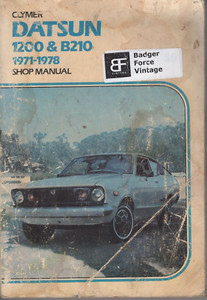 CLYMER
DATSUN
1200 & B210
1971-1978
SHOP MANUAL
BF
Badger
Force
Vintage